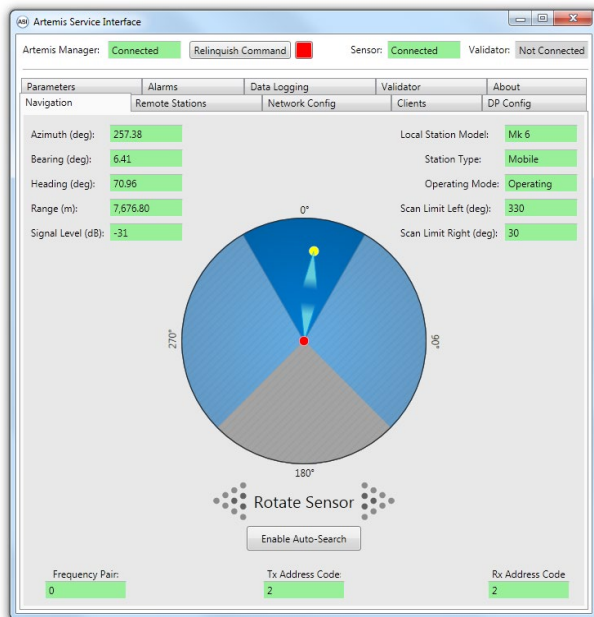 ASI Artemis Service Interface
Artemis Manager: Connected Relinquish Command Sensor: Connected Validator: Not Connected
Parameters Alarms Data Logging Validator About
Navigation Remote Stations Network Config Clients DP Config
Azimuth (deg): 257.38 Local Station Model: Mk 6
Bearing (deg): 6.41 Station Type: Mobile
Heading (deg): 70.96 Operating Mode: Operating
Range (m): 7,676.80 Scan Limit Left (deg): 330
Signal Level (dB): -31 Scan Limit Right (deg): 30
0°
270° 90°
180°
Rotate Sensor
Enable Auto-Search
Frequency Pair: Tx Address Code: Rx Address Code
0 2 2